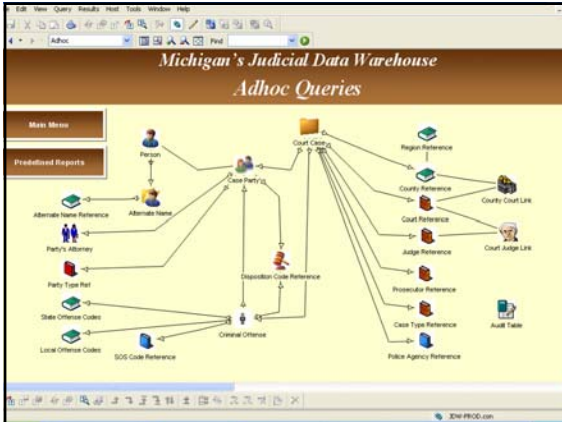 Edit View Query Results Host Tools Window Help
Adhoc
Find
Michigan's Judicial Data Warehouse
Adhoc Queries
Main Menu
Predefined Reports
Person
Case Party's
Court Case
Region Reference
County Reference
County Court Link
Alternate Name Reference
Alternate Name
Court Reference
Party's Attorney
Judge Reference
Court Judge Link
Party Type Ref
Disposition Code Reference
Prosecutor Reference
State Offense Codes
Criminal Offense
Case Type Reference
Audit Table
Local Offense Codes
SOS Code Reference
Police Agency Reference
JDW-PROD.con